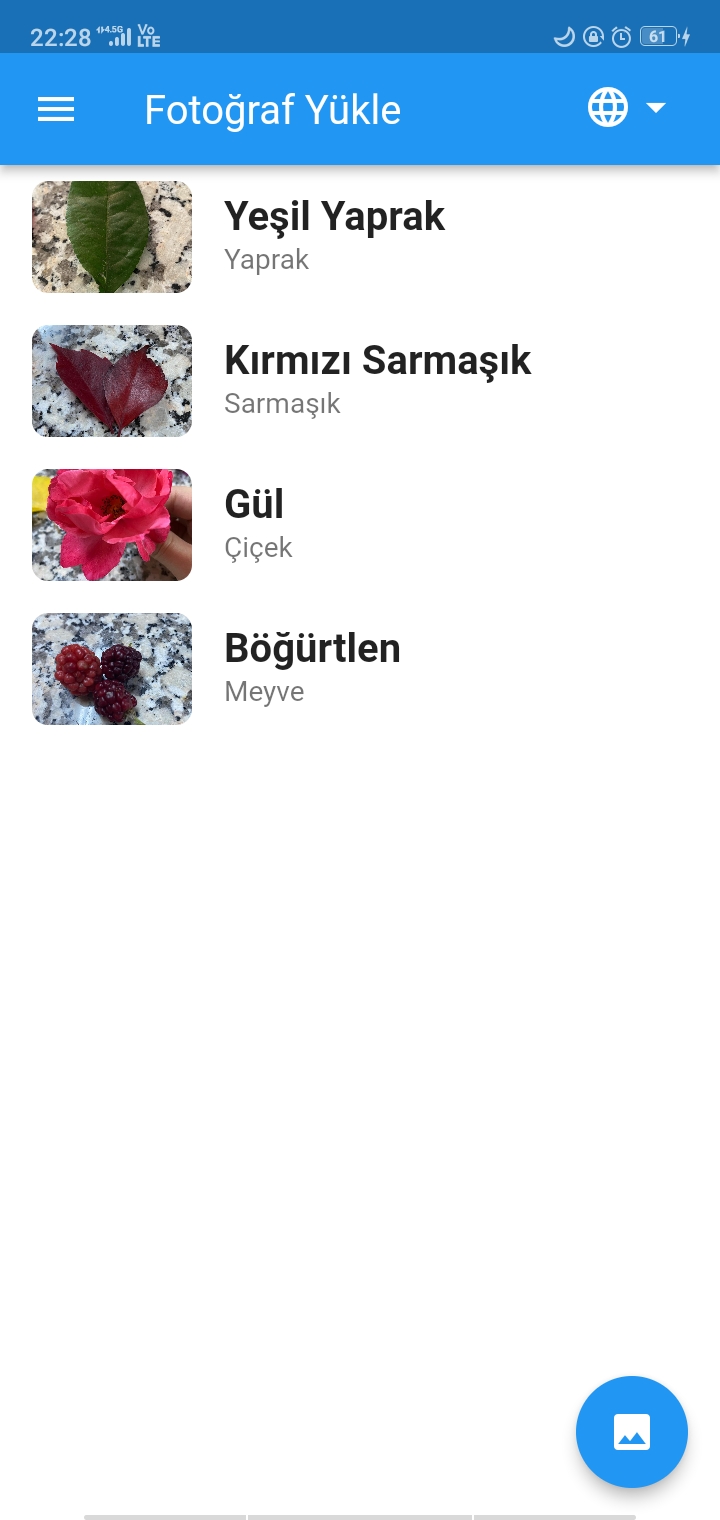 22:28 4.5G Vo LTE 61
Fotoğraf Yükle
Yeşil Yaprak
Yaprak
Kırmızı Sarmaşık
Sarmaşık
Gül
Çiçek
Böğürtlen
Meyve